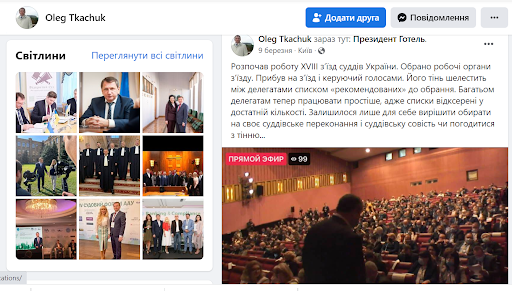 Oleg Tkachuk
Додати друга
Повідомлення
Світлини
Переглянути всі світлини
Oleg Tkachuk зараз тут: Президент Готель.
9 березня · Київ ·
Розпочав роботу XVIII з'їзд суддів України. Обрано робочі органи
з'їзду. Прибув на з'їзд і керуючий голосами. Його тінь шелестить
між делегатами списком «рекомендованих» до обрання. Багатьом
делегатам тепер працювати простіше, адже списки відксерені у
достатній кількості. Залишилося лише для себе вирішити обирати
на своє суддівське переконання і суддівську совість чи погодитися
з тінню...
ПРЯМОЙ ЭФИР 99
ations/